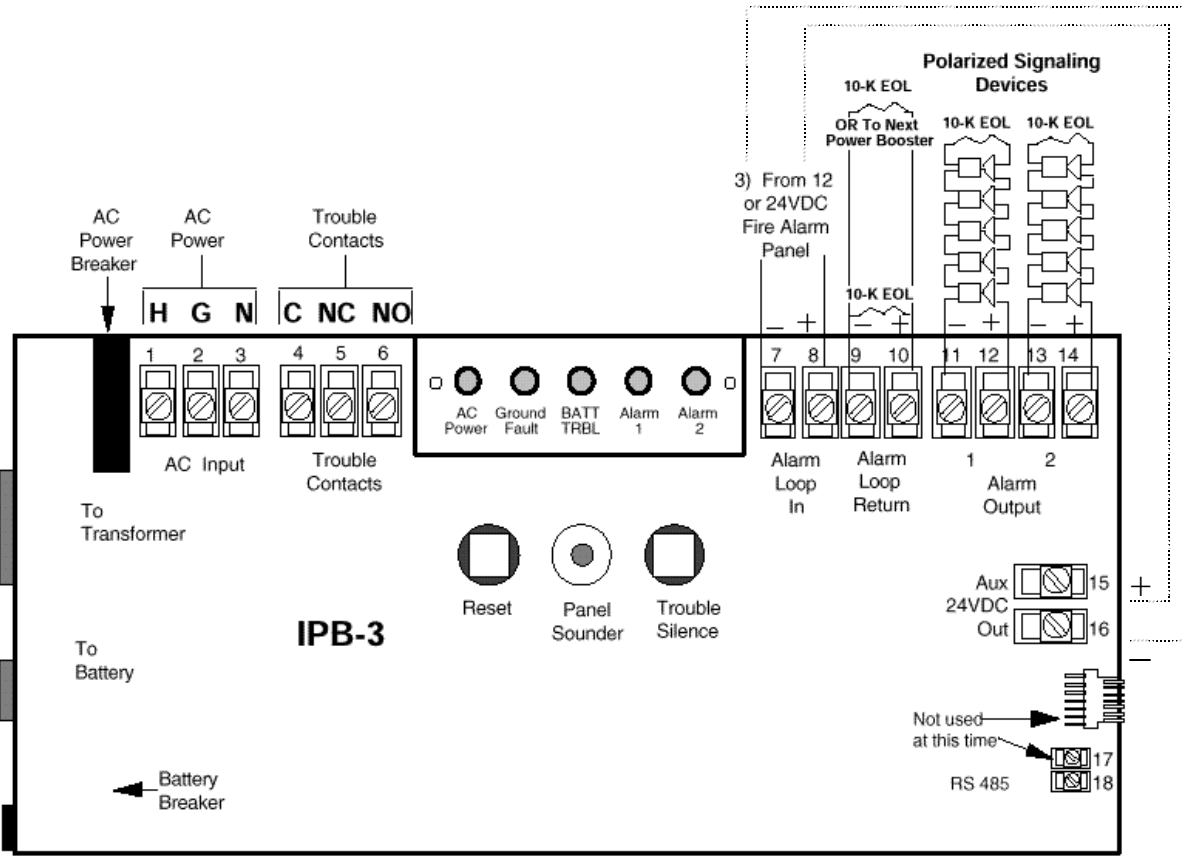 Polarized Signaling
Devices
10-K EOL
OR To Next
Power Booster
10-K EOL 10-K EOL
3) From 12
or 24VDC
Fire Alarm
Panel
AC
Power
Breaker
AC
Power
Trouble
Contacts
10-K EOL
H G N C NC NO
− + − + − + − +
1 2 3 4 5 6 7 8 9 10 11 12 13 14
AC
Power
Ground
Fault
BATT
TRBL
Alarm
1
Alarm
2
AC Input
Trouble
Contacts
Alarm
Loop
In
Alarm
Loop
Return
1 2
Alarm
Output
To
Transformer
Reset
Panel
Sounder
Trouble
Silence
Aux
24VDC
Out
15 +
16
−
IPB-3
To
Battery
Not used
at this time
17
RS 485 18
Battery
Breaker